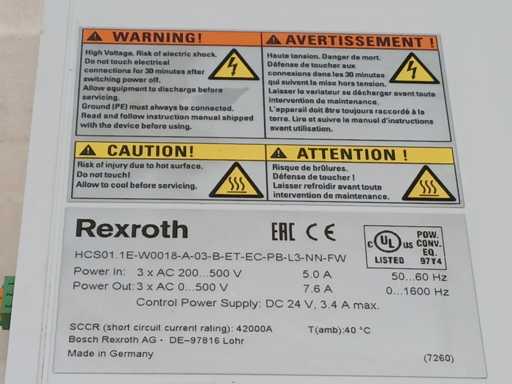 WARNING!
High Voltage. Risk of electric shock.
Do not touch electrical
connections for 30 minutes after
switching power off.
Allow equipment to discharge before
servicing.
Ground (PE) must always be connected.
Read and follow instruction manual shipped
with the device before using.
AVERTISSEMENT !
Haute tension. Danger de mort.
Défense de toucher aux
connexions dans les 30 minutes
qui suivent la mise hors tension.
Laisser le variateur se décharger avant toute
intervention de maintenance.
L'appareil doit être toujours raccordé à la
terre. Lire et suivre le manuel d'instructions
avant utilisation.
CAUTION!
Risk of injury due to hot surface.
Do not touch!
Allow to cool before servicing.
ATTENTION !
Risque de brûlures.
Défense de toucher !
Laisser refroidir avant toute
intervention de maintenance.
Rexroth
EAC CE
C UL US
LISTED
POW.
CONV.
EQ.
97Y4
HCS01.1E-W0018-A-03-B-ET-EC-PB-L3-NN-FW
Power In: 3 x AC 200...500 V 5.0 A 50...60 Hz
Power Out: 3 x AC 0...500 V 7.6 A 0...1600 Hz
Control Power Supply: DC 24 V, 3.4 A max.
SCCR (short circuit current rating): 42000A T(amb):40 °C
Bosch Rexroth AG • DE-97816 Lohr
Made in Germany (7260)